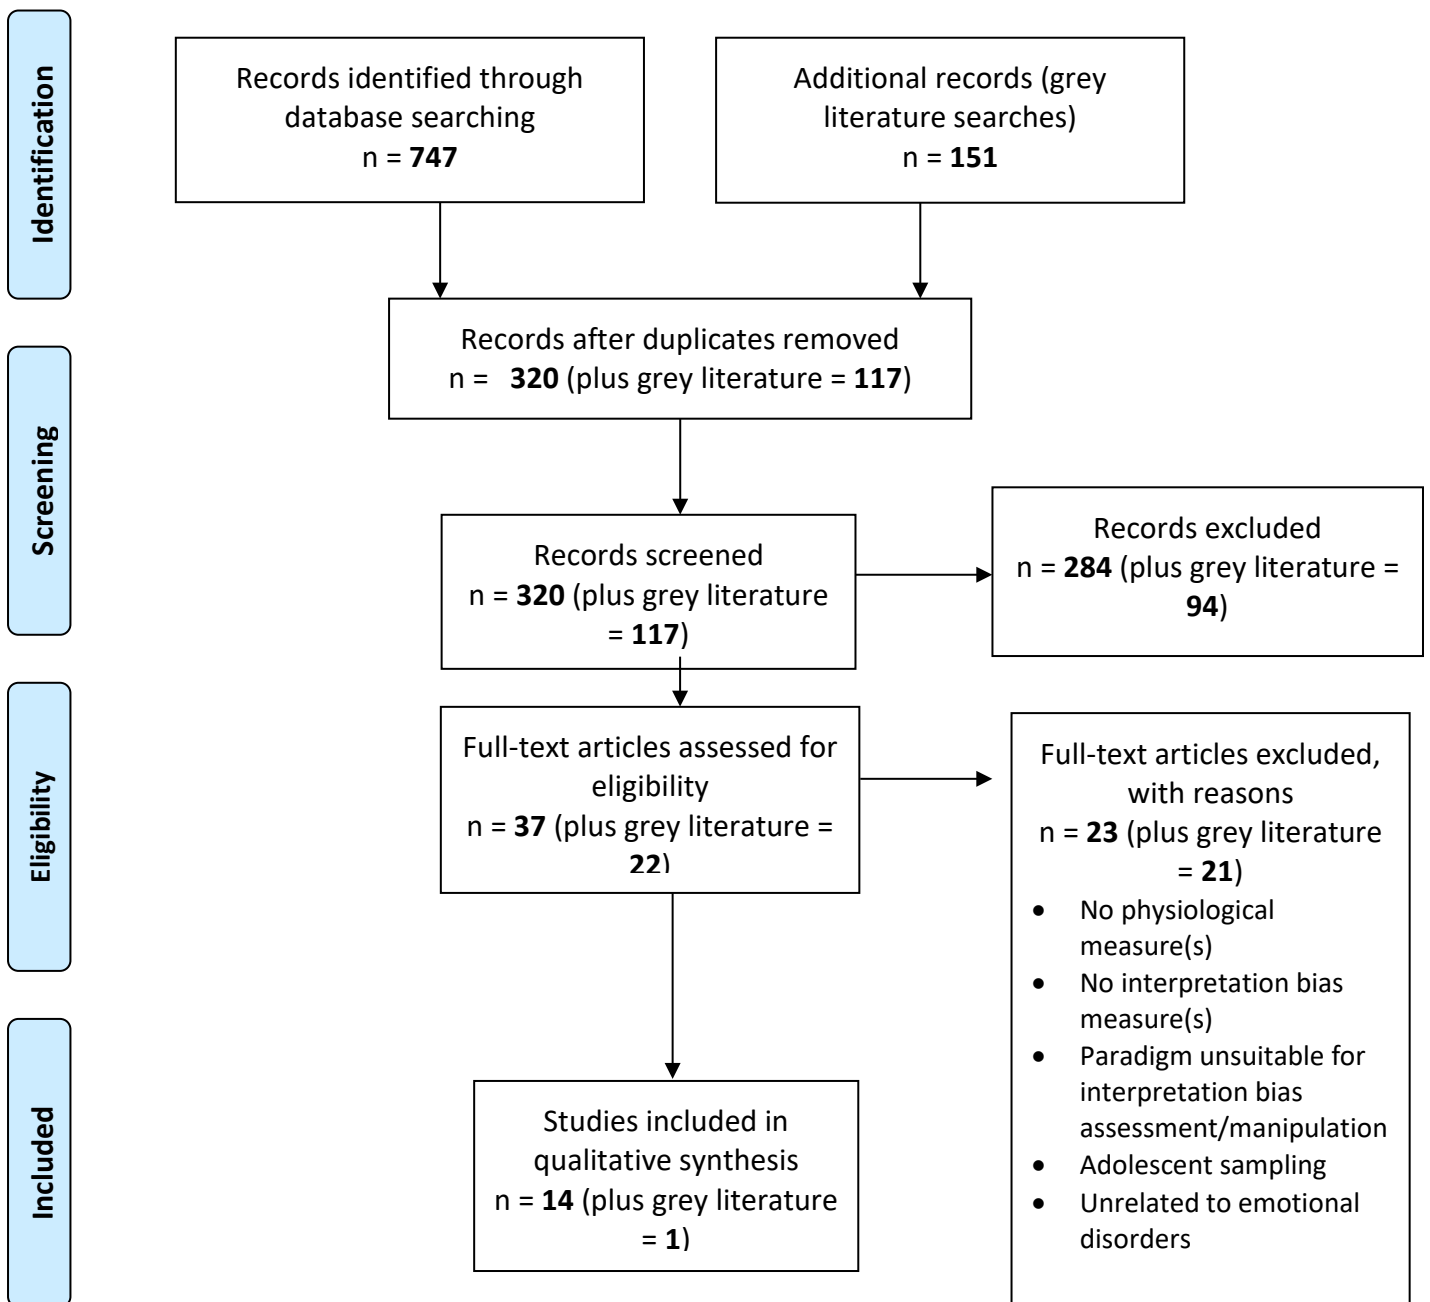 Identification
Records identified through
database searching
n = 747
Additional records (grey
literature searches)
n = 151
Records after duplicates removed
n =   320 (plus grey literature = 117)
Screening
Records screened
n = 320 (plus grey literature
= 117)
Records excluded
n = 284 (plus grey literature =
94)
Eligibility
Full-text articles assessed for
eligibility
n = 37 (plus grey literature =
22)
Full-text articles excluded,
with reasons
n = 23 (plus grey literature
= 21)
• No physiological
measure(s)
• No interpretation bias
measure(s)
• Paradigm unsuitable for
interpretation bias
assessment/manipulation
• Adolescent sampling
• Unrelated to emotional
disorders
Included
Studies included in
qualitative synthesis
n = 14 (plus grey literature
= 1)